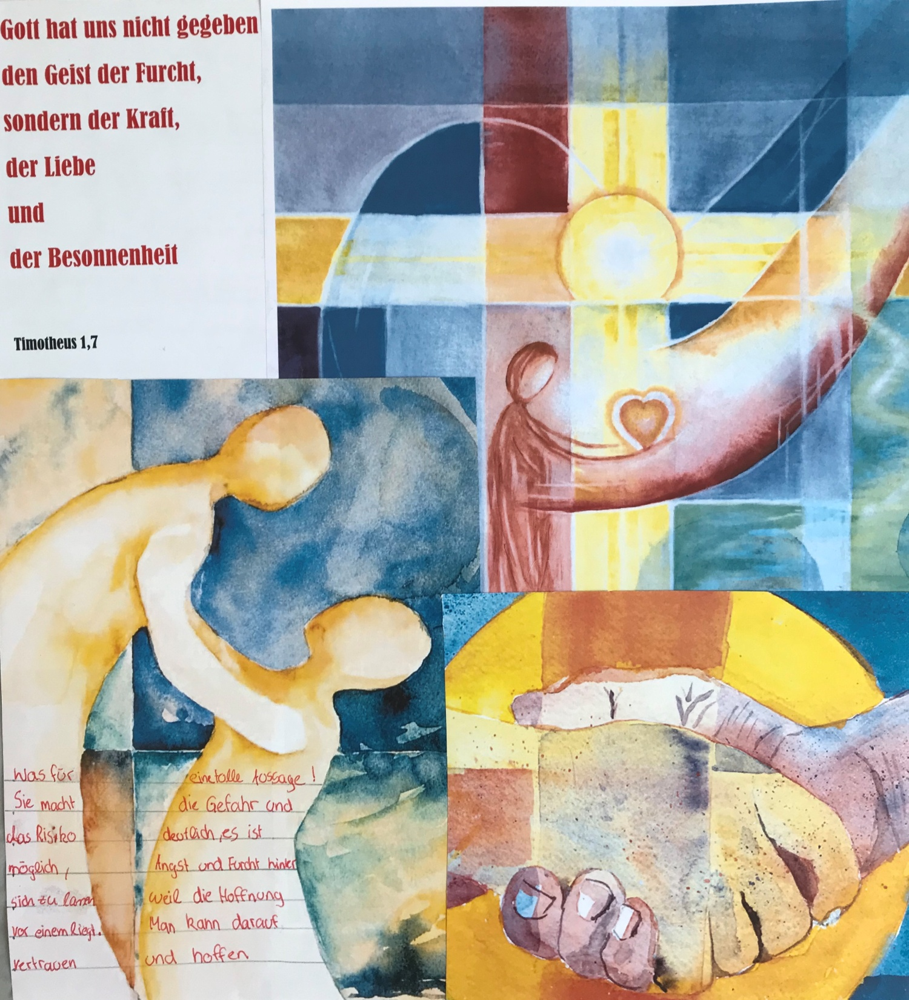 Gott hat uns nicht gegeben
den Geist der Furcht,
sondern der Kraft,
der Liebe
und
der Besonnenheit
Timotheus 1,7
Was für eine tolle Aussage!
Sie macht die Gefahr und
das Risiko deutlich, es ist
möglich, Angst und Furcht hinter
sich zu lassen weil die Hoffnung
vor einem liegt. Man kann darauf
vertrauen und hoffen